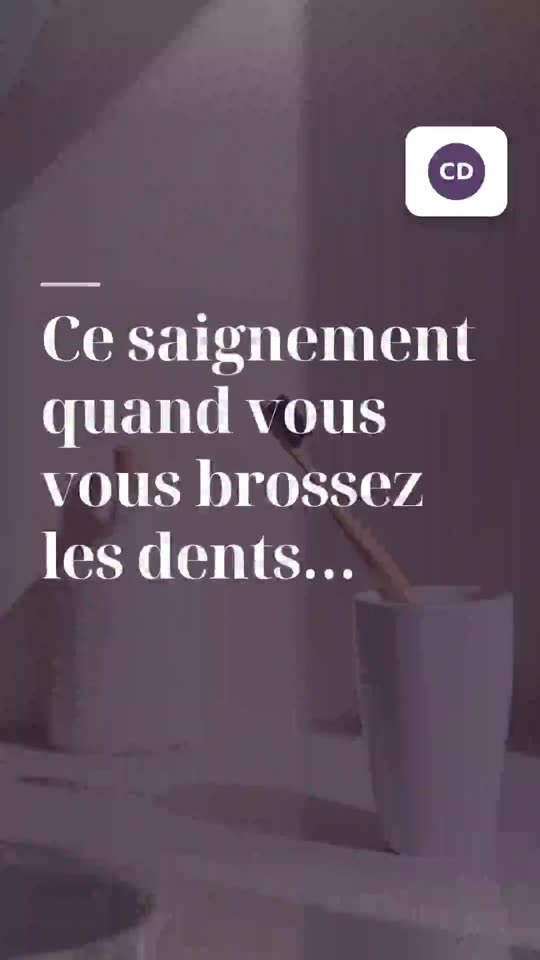 CD
Ce saignement
quand vous
vous brossez
les dents...